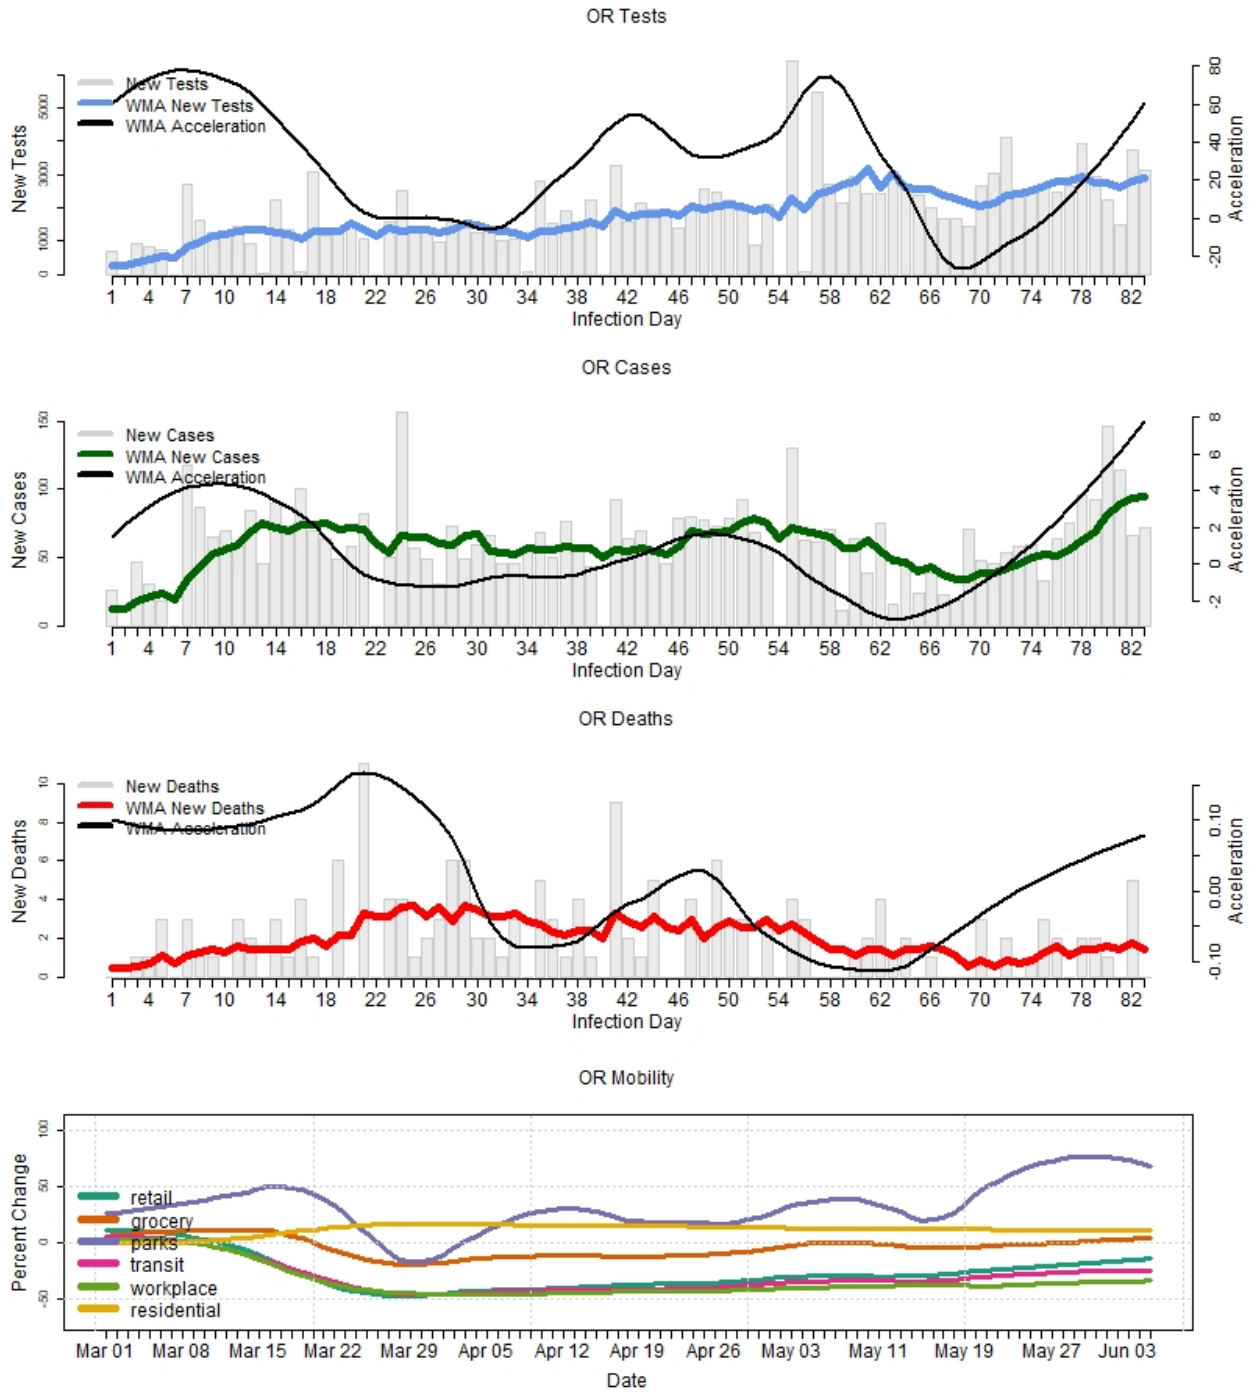 OR Tests
New Tests
WMA New Tests
WMA Acceleration
New Tests
0 1000 3000 5000
Acceleration
-20 0 20 40 60 80
1 4 7 10 14 18 22 26 30 34 38 42 46 50 54 58 62 66 70 74 78 82
Infection Day
OR Cases
New Cases
WMA New Cases
WMA Acceleration
New Cases
0 50 100 150
Acceleration
-2 0 2 4 6 8
1 4 7 10 14 18 22 26 30 34 38 42 46 50 54 58 62 66 70 74 78 82
Infection Day
OR Deaths
New Deaths
WMA New Deaths
WMA Acceleration
New Deaths
0 2 4 6 8 10
Acceleration
-0.10 0.00 0.10
1 4 7 10 14 18 22 26 30 34 38 42 46 50 54 58 62 66 70 74 78 82
Infection Day
OR Mobility
retail
grocery
parks
transit
workplace
residential
Percent Change
-50 0 50 100
Mar 01 Mar 08 Mar 15 Mar 22 Mar 29 Apr 05 Apr 12 Apr 19 Apr 26 May 03 May 11 May 19 May 27 Jun 03
Date